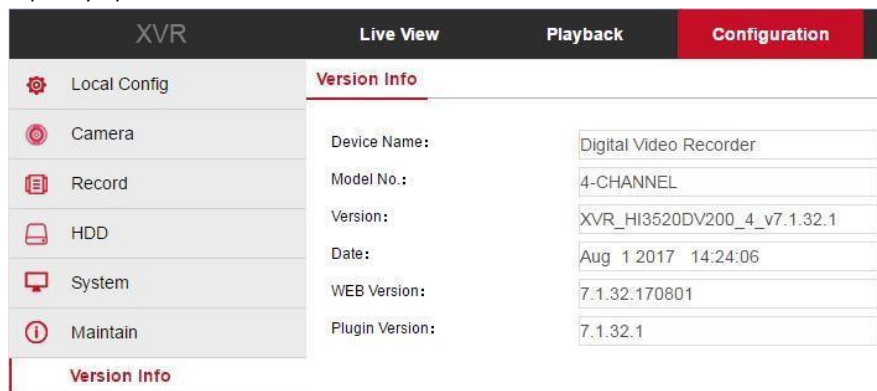 XVR Live View Playback Configuration
Local Config
Camera
Record
HDD
System
Maintain
Version Info
Version Info
Device Name: Digital Video Recorder
Model No.: 4-CHANNEL
Version: XVR_HI3520DV200_4_v7.1.32.1
Date: Aug 1 2017 14:24:06
WEB Version: 7.1.32.170801
Plugin Version: 7.1.32.1